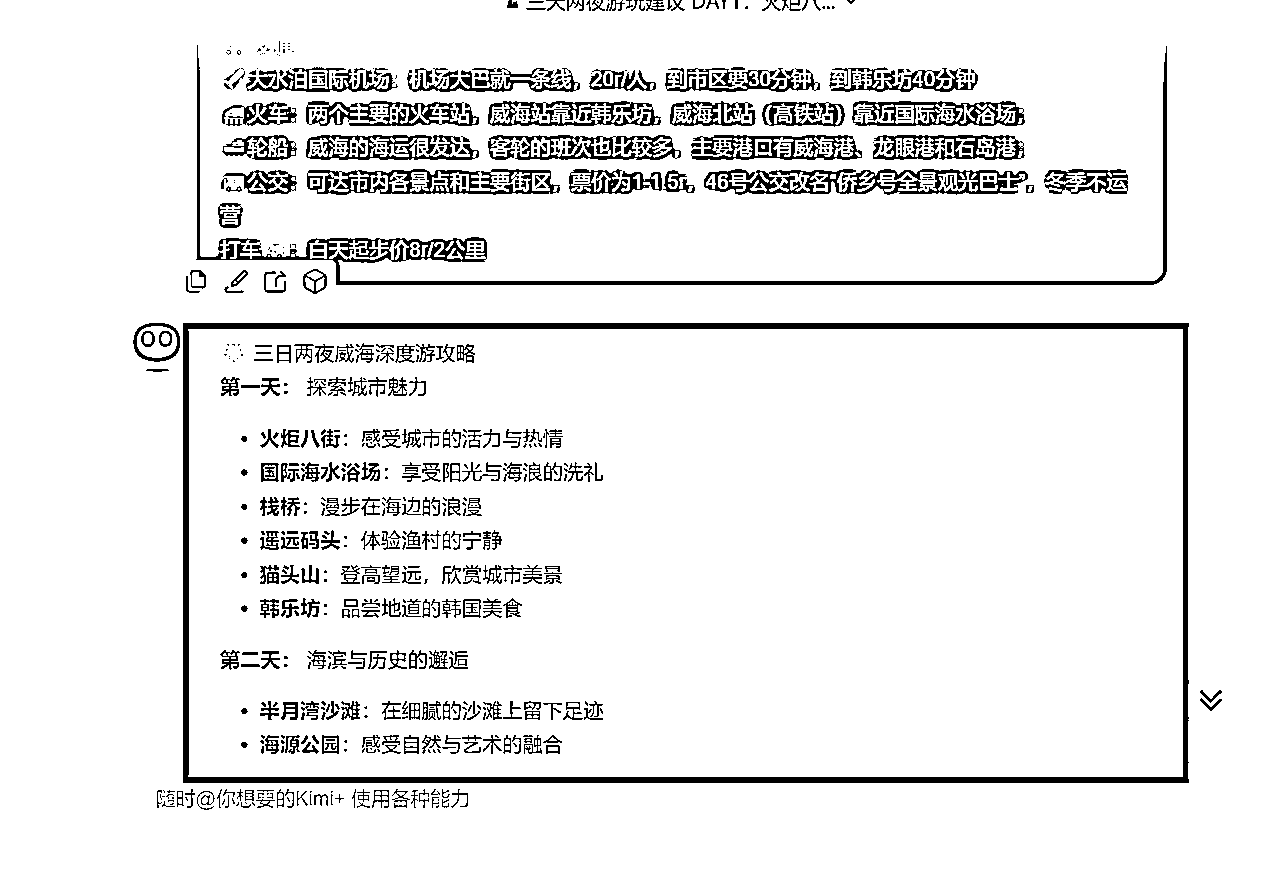 三天两夜游玩建议 DAY1：火炬八...
大水泊国际机场：机场大巴就一条线，20r/人，到市区要30分钟，到韩乐坊40分钟
火车：两个主要的火车站，威海站靠近韩乐坊，威海北站（高铁站）靠近国际海水浴场；
轮船：威海的海运很发达，客轮的班次也比较多，主要港口有威海港、龙眼港和石岛港；
公交：可达市内各景点和主要街区，票价为1-1.5r，46号公交改名“侨乡号全景观光巴士”，冬季不运
营
打车：白天起步价8r/2公里
三日两夜威海深度游攻略
第一天： 探索城市魅力
• 火炬八街：感受城市的活力与热情
• 国际海水浴场：享受阳光与海浪的洗礼
• 栈桥：漫步在海边的浪漫
• 遥远码头：体验渔村的宁静
• 猫头山：登高望远，欣赏城市美景
• 韩乐坊：品尝地道的韩国美食
第二天： 海滨与历史的邂逅
• 半月湾沙滩：在细腻的沙滩上留下足迹
• 海源公园：感受自然与艺术的融合
随时@你想要的Kimi+ 使用各种能力